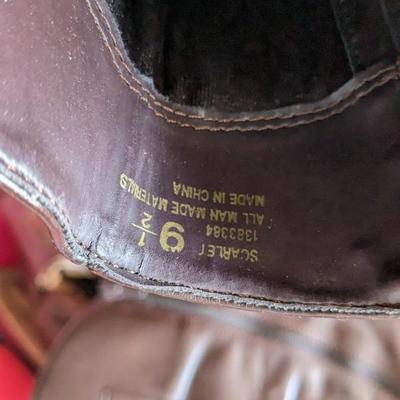 SCARLET
1383384
9 1/2
ALL MAN MADE MATERIALS
MADE IN CHINA